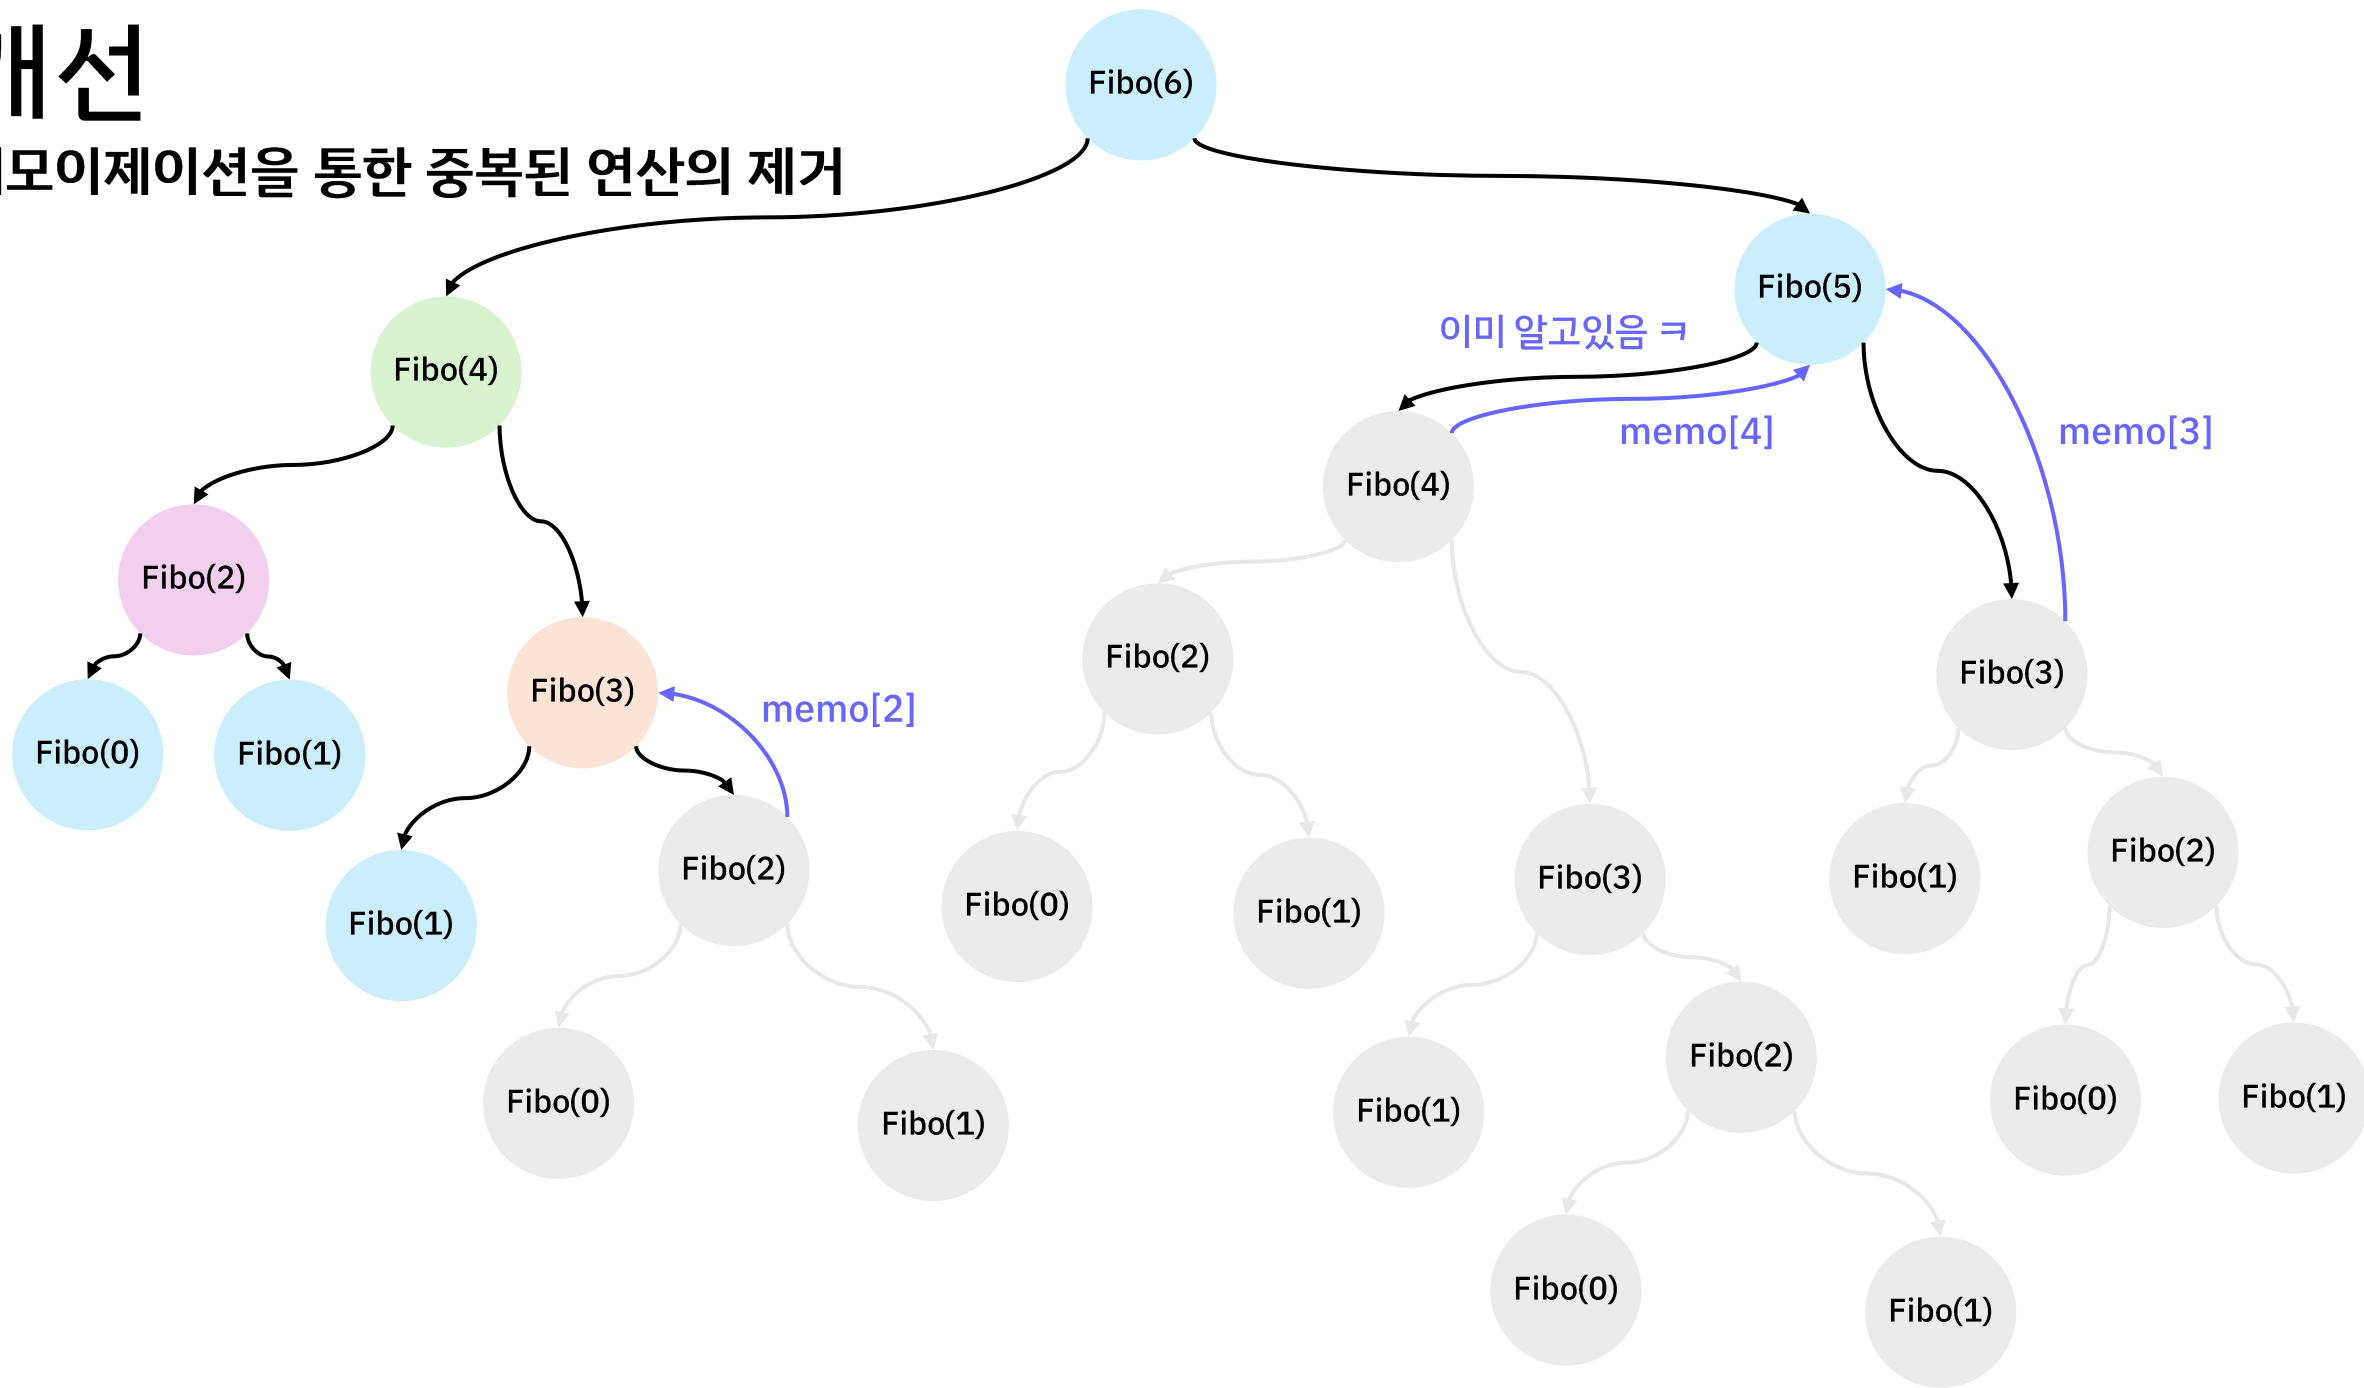 개선
메모이제이션을 통한 중복된 연산의 제거
Fibo(6)
Fibo(5)
이미 알고있음 ㅋ
Fibo(4)
memo[4]
memo[3]
Fibo(4)
Fibo(2)
Fibo(2)
Fibo(3)
Fibo(3)
memo[2]
Fibo(0)
Fibo(1)
Fibo(2)
Fibo(3)
Fibo(1)
Fibo(2)
Fibo(1)
Fibo(0)
Fibo(1)
Fibo(0)
Fibo(1)
Fibo(1)
Fibo(2)
Fibo(0)
Fibo(1)
Fibo(0)
Fibo(1)